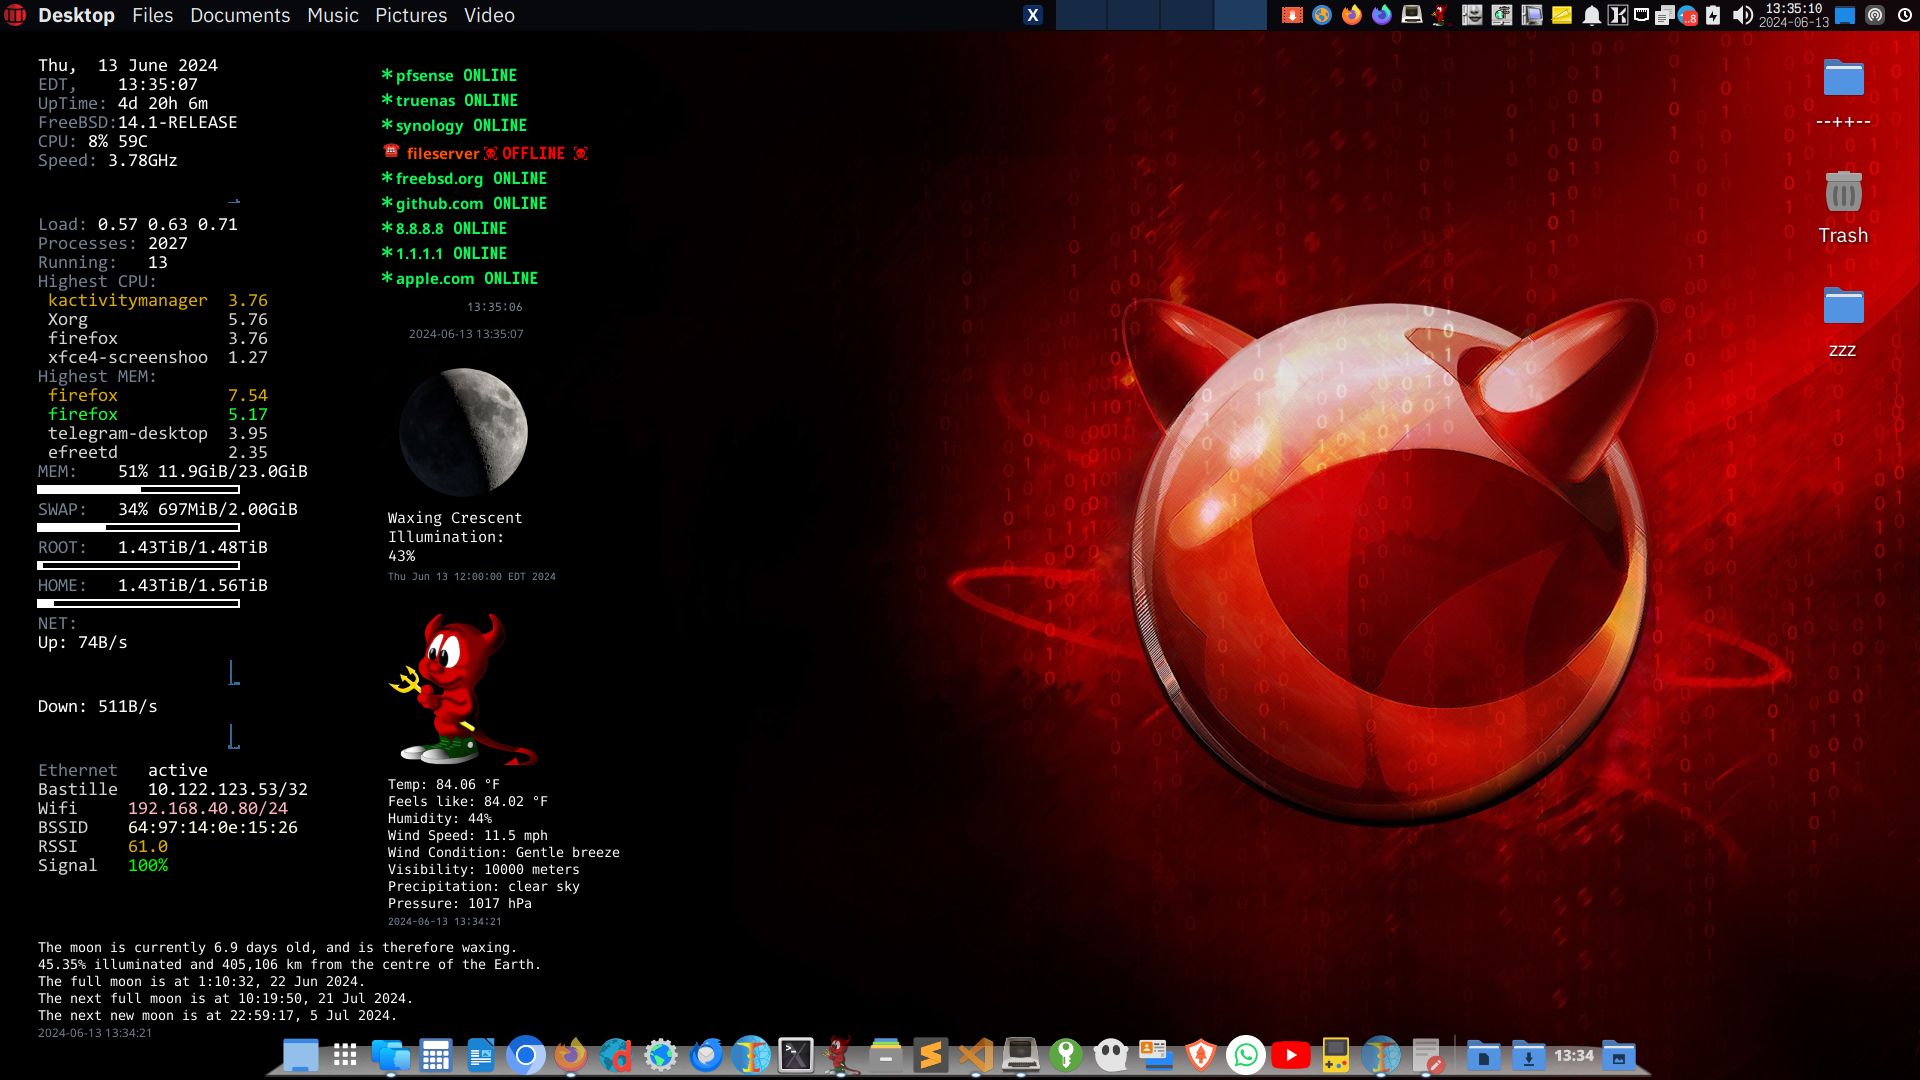 Desktop Files Documents Music Pictures Video
X
13:35:10
2024-06-13
Thu, 13 June 2024
EDT, 13:35:07
UpTime: 4d 20h 6m
FreeBSD:14.1-RELEASE
CPU: 8% 59C
Speed: 3.78GHz
Load: 0.57 0.63 0.71
Processes: 2027
Running: 13
Highest CPU:
kactivitymanager 3.76
Xorg 5.76
firefox 3.76
xfce4-screenshoo 1.27
Highest MEM:
firefox 7.54
firefox 5.17
telegram-desktop 3.95
efreetd 2.35
MEM: 51% 11.9GiB/23.0GiB
SWAP: 34% 697MiB/2.00GiB
ROOT: 1.43TiB/1.48TiB
HOME: 1.43TiB/1.56TiB
NET:
Up: 74B/s
Down: 511B/s
Ethernet active
Bastille 10.122.123.53/32
Wifi 192.168.40.80/24
BSSID 64:97:14:0e:15:26
RSSI 61.0
Signal 100%
*pfsense ONLINE
*truenas ONLINE
*synology ONLINE
☎ fileserver ☠ OFFLINE ☠
*freebsd.org ONLINE
*github.com ONLINE
*8.8.8.8 ONLINE
*1.1.1.1 ONLINE
*apple.com ONLINE
13:35:06
2024-06-13 13:35:07
Waxing Crescent
Illumination:
43%
Thu Jun 13 12:00:00 EDT 2024
Temp: 84.06 °F
Feels like: 84.02 °F
Humidity: 44%
Wind Speed: 11.5 mph
Wind Condition: Gentle breeze
Visibility: 10000 meters
Precipitation: clear sky
Pressure: 1017 hPa
2024-06-13 13:34:21
The moon is currently 6.9 days old, and is therefore waxing.
45.35% illuminated and 405,106 km from the centre of the Earth.
The full moon is at 1:10:32, 22 Jun 2024.
The next full moon is at 10:19:50, 21 Jul 2024.
The next new moon is at 22:59:17, 5 Jul 2024.
2024-06-13 13:34:21
--++--
Trash
zzz
13:34